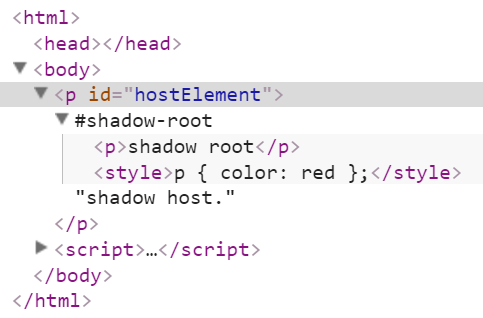 <html>
<head></head>
<body>
<p id="hostElement">
#shadow-root
<p>shadow root</p>
<style>p { color: red };</style>
"shadow host."
</p>
<script>…</script>
</body>
</html>